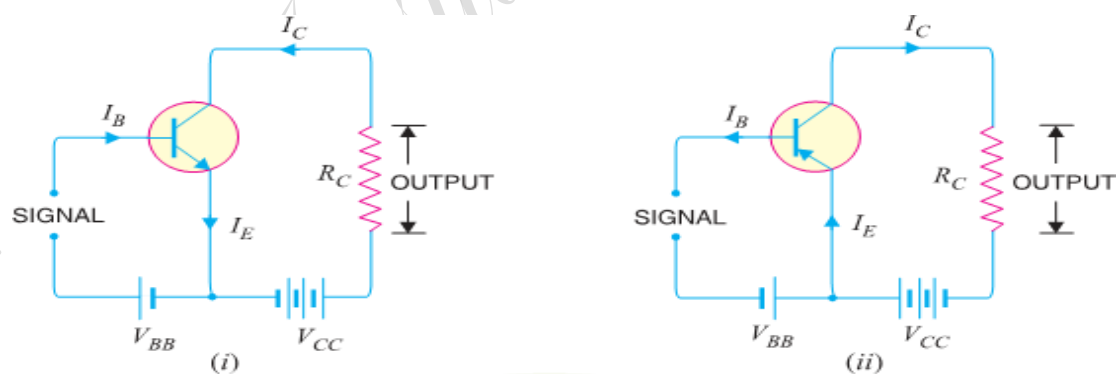 I_C
I_B
R_C
OUTPUT
SIGNAL
I_E
V_BB
V_CC
(i)
I_C
I_B
R_C
OUTPUT
SIGNAL
I_E
V_BB
V_CC
(ii)